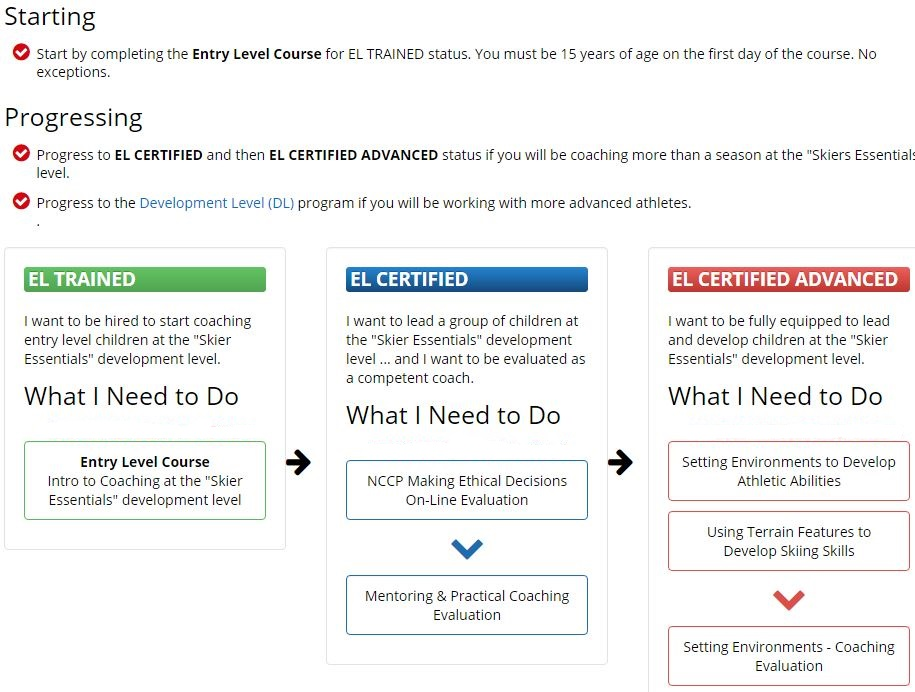 Starting
Start by completing the Entry Level Course for EL TRAINED status. You must be 15 years of age on the first day of the course. No
exceptions.
Progressing
Progress to EL CERTIFIED and then EL CERTIFIED ADVANCED status if you will be coaching more than a season at the "Skiers Essentials
level.
Progress to the Development Level (DL) program if you will be working with more advanced athletes.
.
EL TRAINED
I want to be hired to start coaching
entry level children at the "Skier
Essentials" development level.
What I Need to Do
Entry Level Course
Intro to Coaching at the "Skier
Essentials" development level
EL CERTIFIED
I want to lead a group of children at
the "Skier Essentials" development
level ... and I want to be evaluated as
a competent coach.
What I Need to Do
NCCP Making Ethical Decisions
On-Line Evaluation
Mentoring & Practical Coaching
Evaluation
EL CERTIFIED ADVANCED
I want to be fully equipped to lead
and develop children at the "Skier
Essentials" development level.
What I Need to Do
Setting Environments to Develop
Athletic Abilities
Using Terrain Features to
Develop Skiing Skills
Setting Environments - Coaching
Evaluation